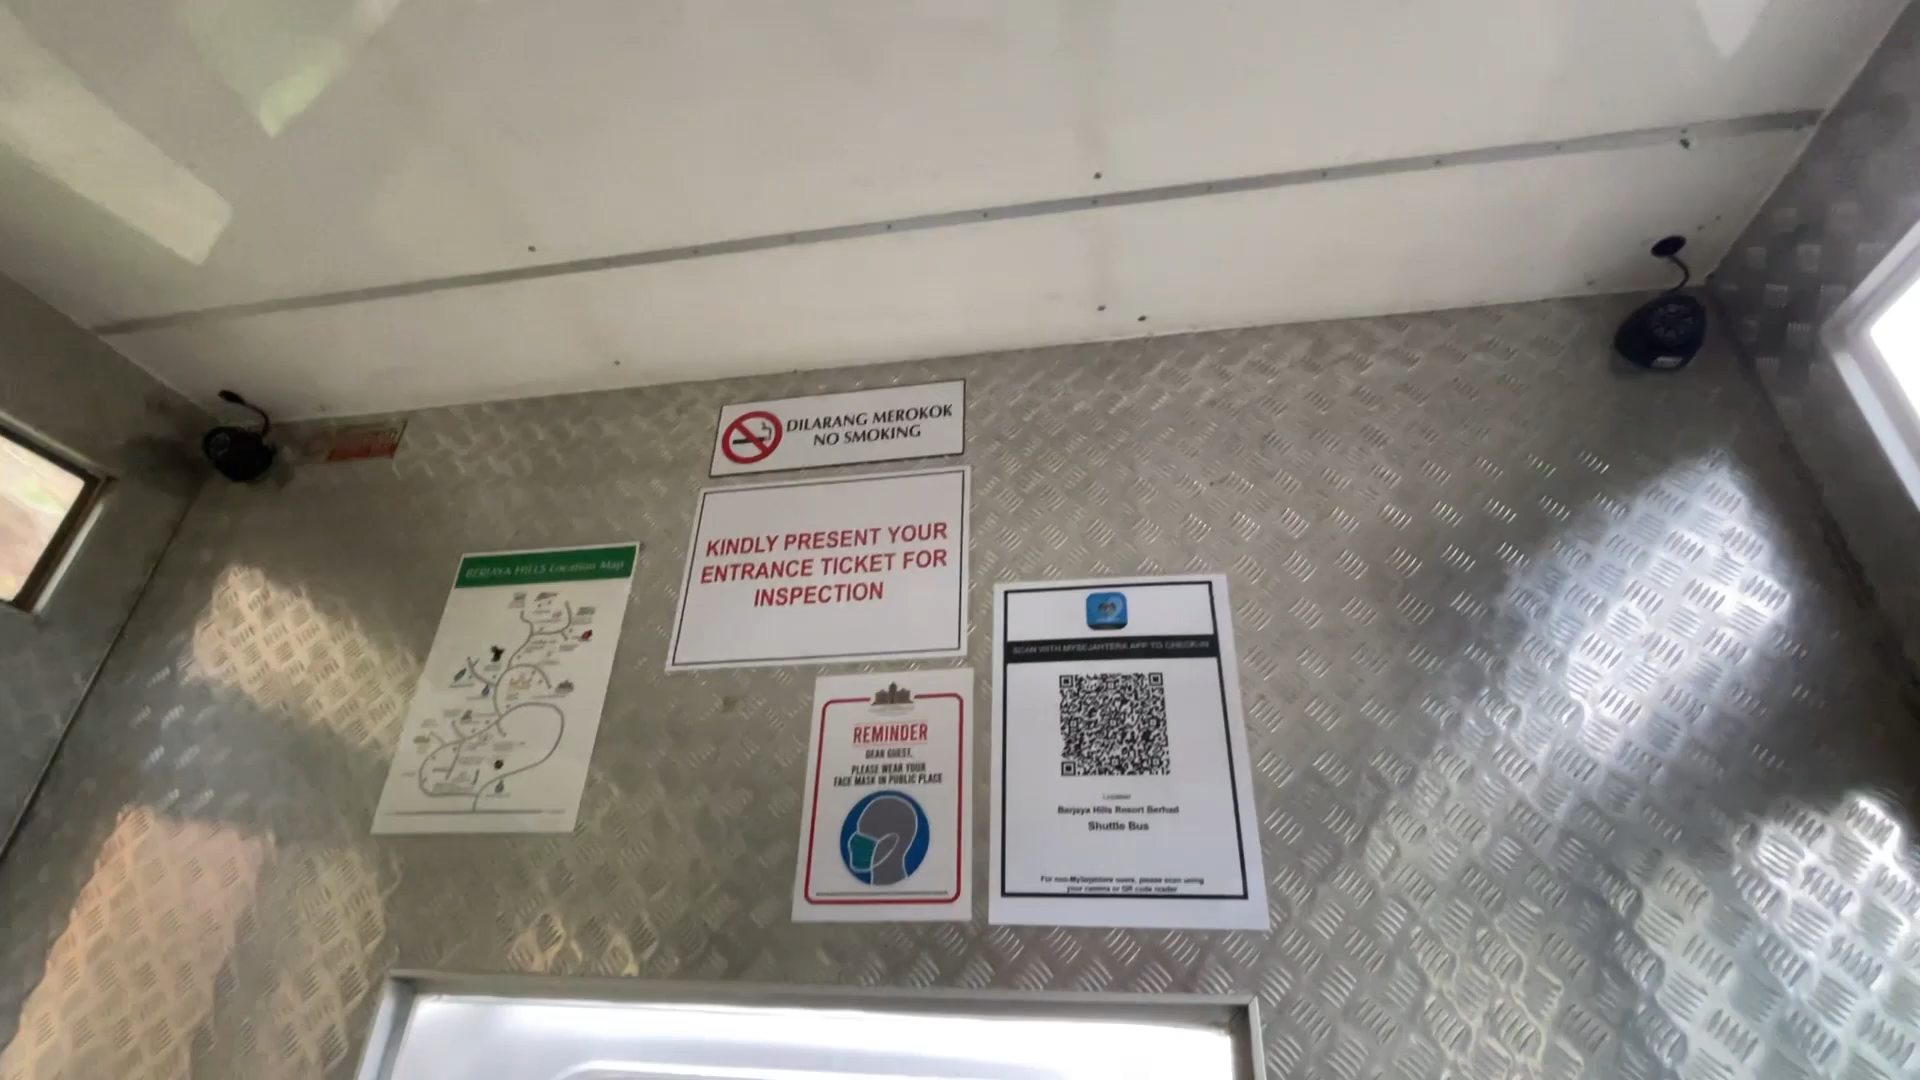 DILARANG MEROKOK
NO SMOKING
KINDLY PRESENT YOUR
ENTRANCE TICKET FOR
INSPECTION
BERJAYA HILLS Location Map
REMINDER
DEAR GUEST,
PLEASE WEAR YOUR
FACE MASK IN PUBLIC PLACE
SCAN WITH MYSEJAHTERA APP TO CHECK-IN
Location
Berjaya Hills Resort Berhad
Shuttle Bus
For non-MySejahtera users, please scan using
your camera or QR code reader